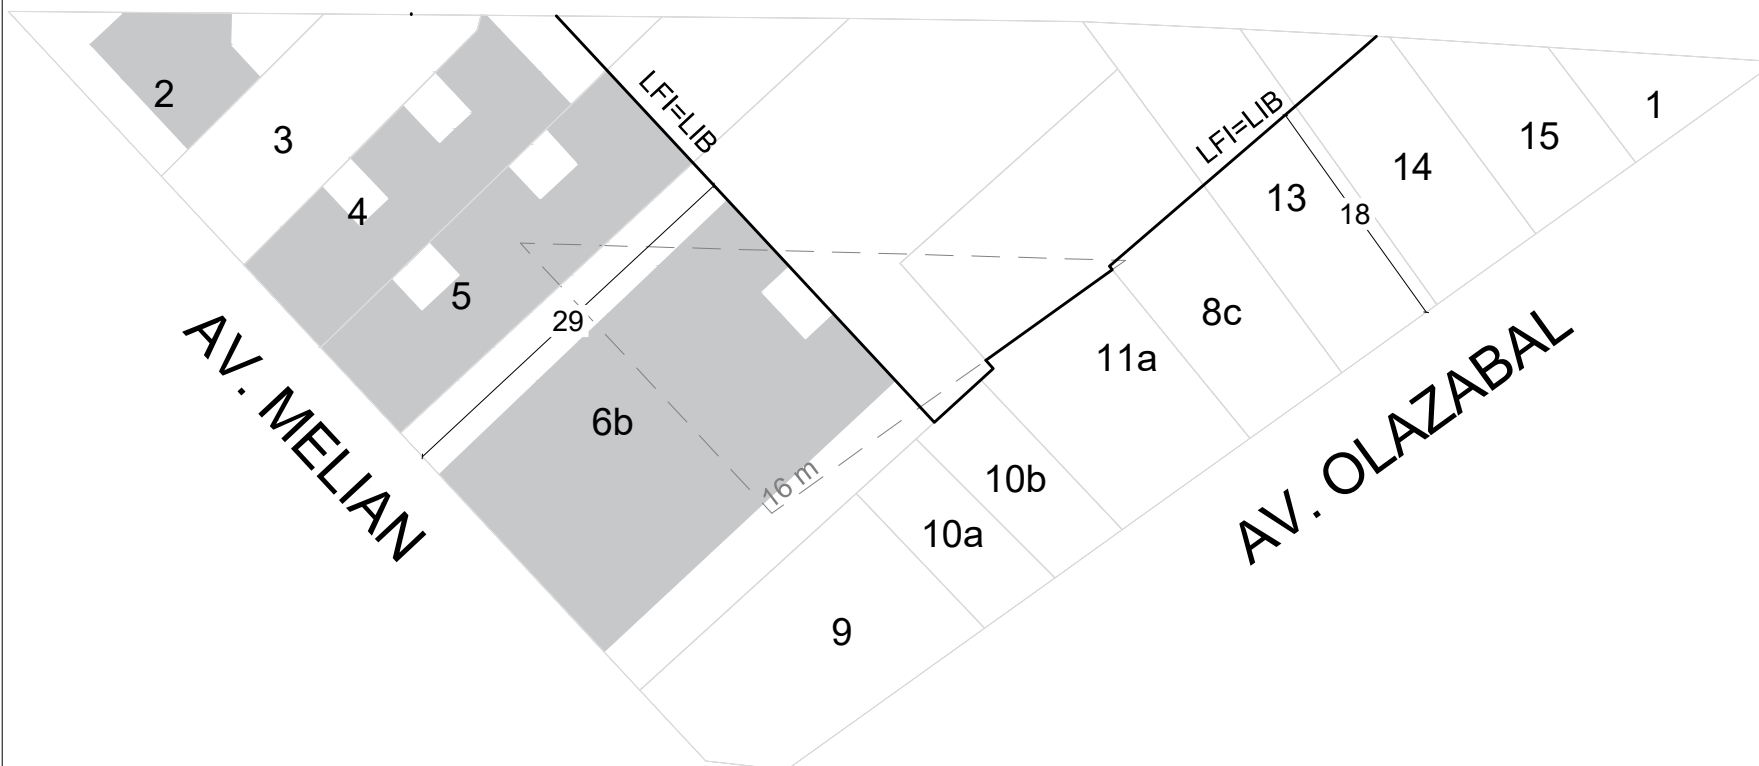 2
3
4
5
LFI=LIB
LFI=LIB
1
15
14
13
18
8c
11a
29
6b
16 m
10b
10a
9
AV. MELIAN
AV. OLAZABAL